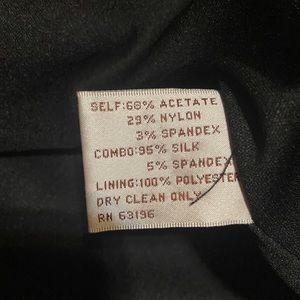 SELF:68% ACETATE
29% NYLON
3% SPANDEX
COMBO:95% SILK
5% SPANDEX
LINING:100% POLYESTER
DRY CLEAN ONLY
RN 63196